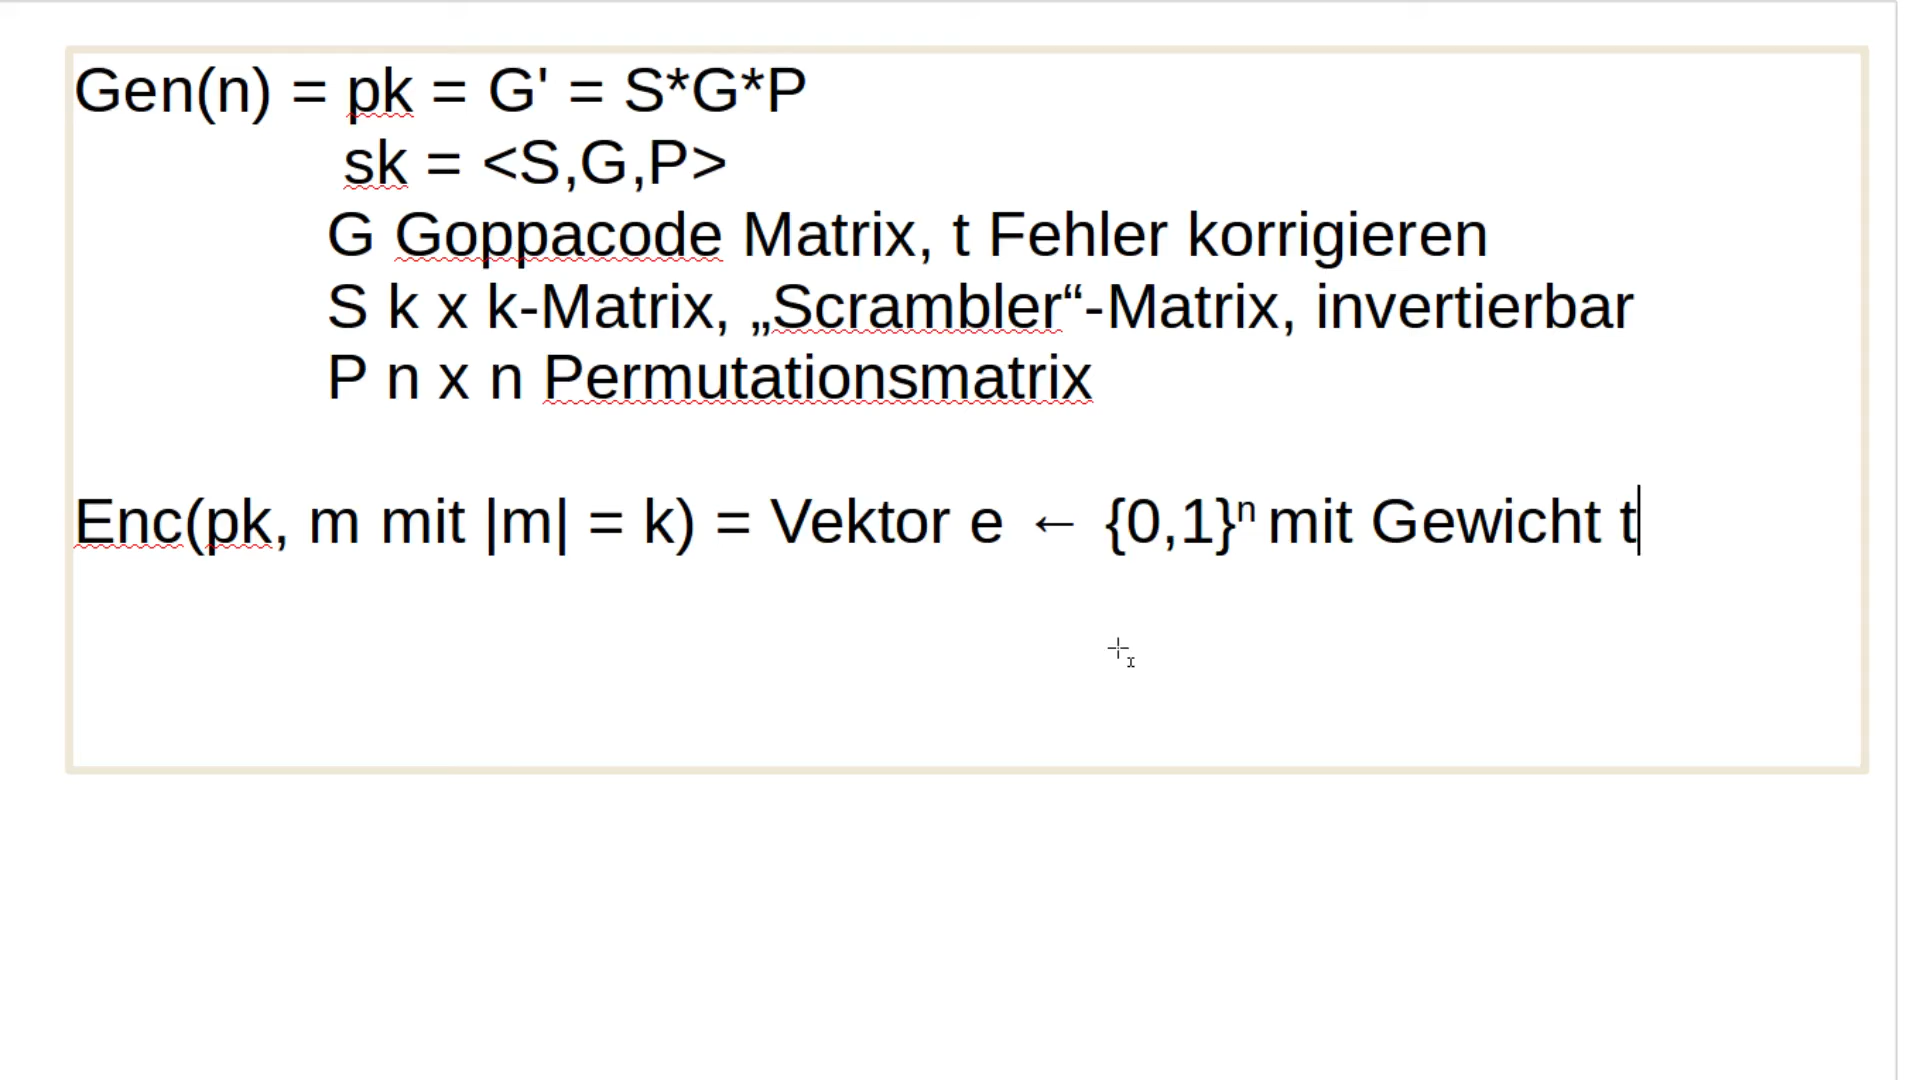 Gen(n) = pk = G' = S*G*P
sk = <S,G,P>
G Goppacode Matrix, t Fehler korrigieren
S k x k-Matrix, „Scrambler“-Matrix, invertierbar
P n x n Permutationsmatrix
Enc(pk, m mit |m| = k) = Vektor e ← {0,1}ⁿ mit Gewicht t